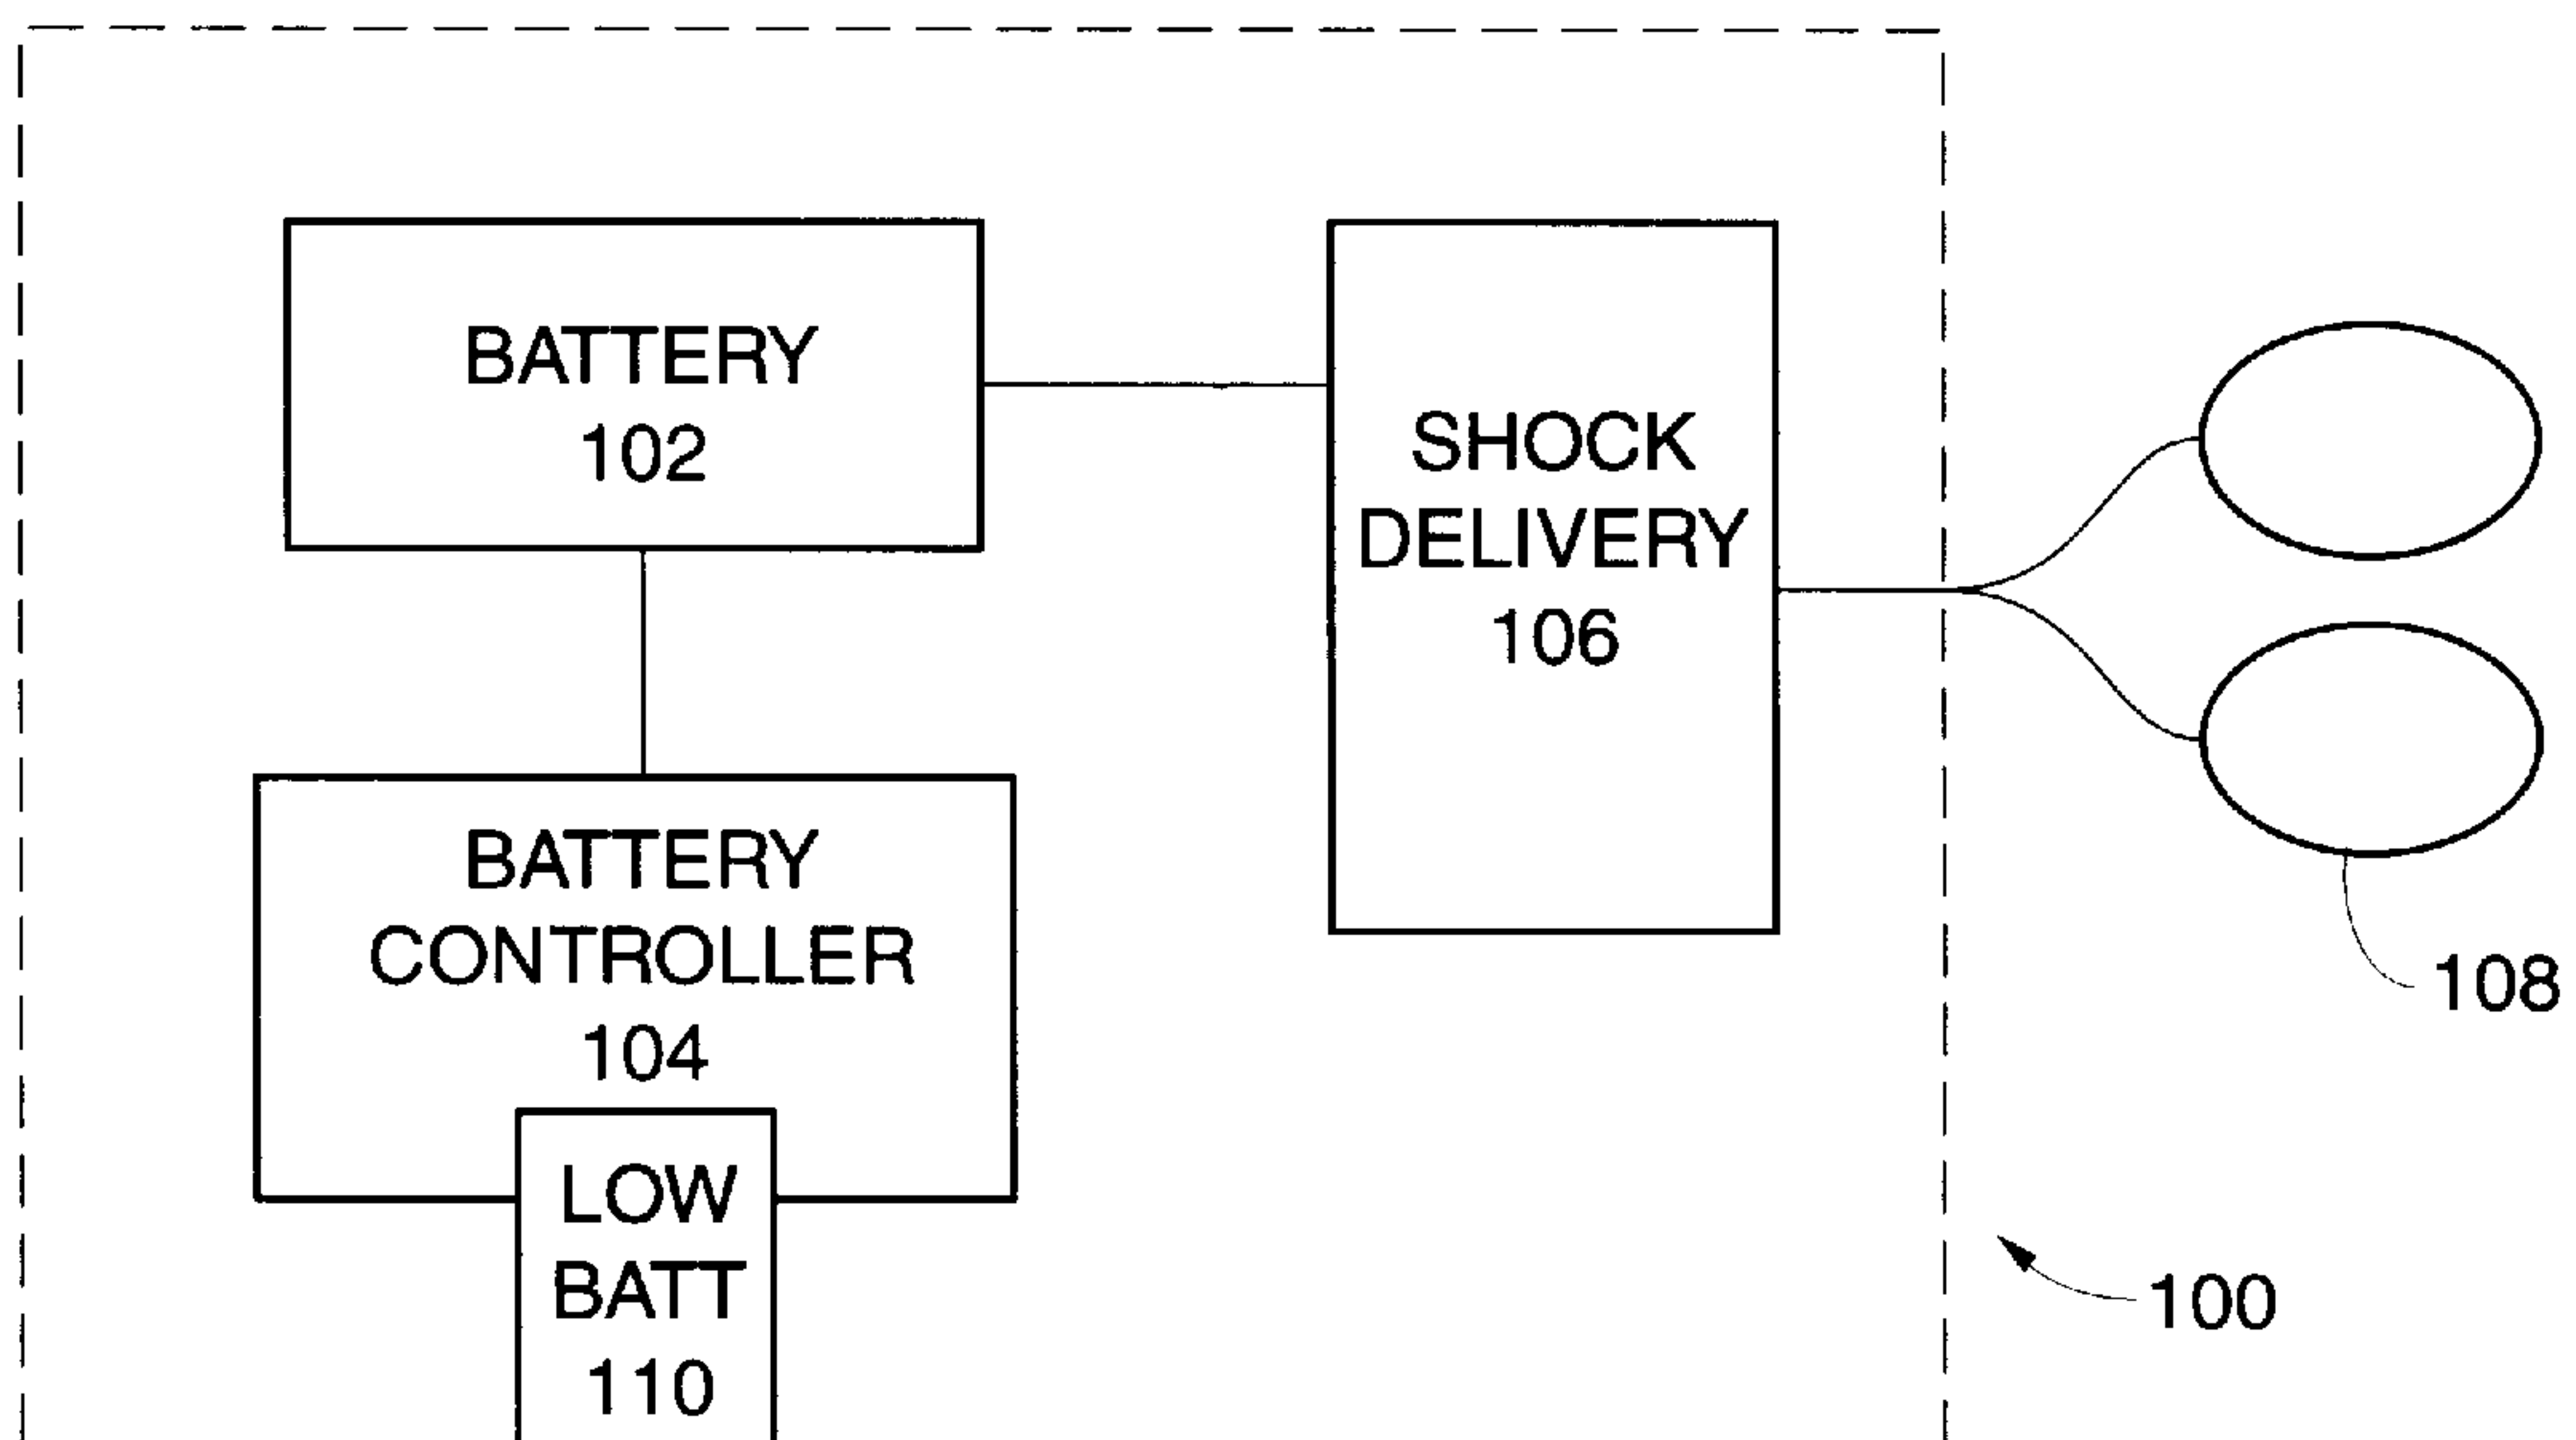 BATTERY
102
SHOCK
DELIVERY
106
BATTERY
CONTROLLER
104
LOW
BATT
110
108
100